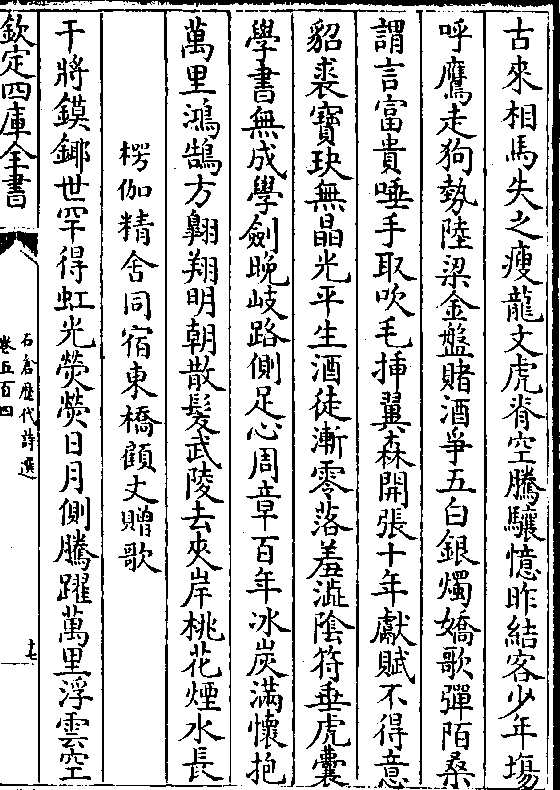 古來相馬失之瘦龍文虎脊空騰驤憶昨結客少年塲
呼鷹走狗勢陸梁金盤賭酒爭五白銀燭嬌歌彈陌桑
謂言富貴唾手取吹毛揷翼森開張十年獻賦不得意
貂裘寶玦無晶光平生酒徒漸零落羞澁陰符垂虎囊
學書無成學劍晩岐路側足心周章百年冰炭滿懷抱
萬里鴻鵠方翺翔明朝散髮武陵去夾岸桃花煙水長
楞伽精舍同宿東橋顧丈贈歌
干將鏌鋣世罕得虹光熒熒日月側騰躍萬里浮雲空
欽定四庫全書
石倉歴代詩選
卷五百四
十七